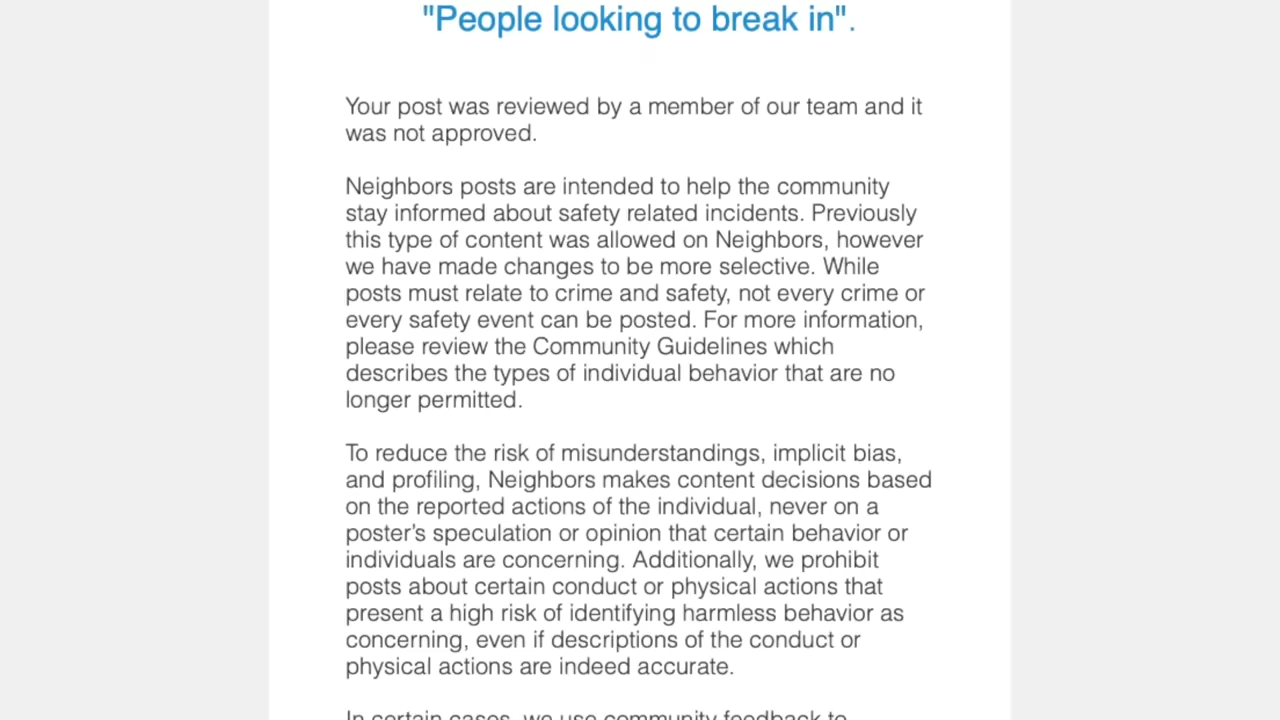 "People looking to break in".
Your post was reviewed by a member of our team and it
was not approved.
Neighbors posts are intended to help the community
stay informed about safety related incidents. Previously
this type of content was allowed on Neighbors, however
we have made changes to be more selective. While
posts must relate to crime and safety, not every crime or
every safety event can be posted. For more information,
please review the Community Guidelines which
describes the types of individual behavior that are no
longer permitted.
To reduce the risk of misunderstandings, implicit bias,
and profiling, Neighbors makes content decisions based
on the reported actions of the individual, never on a
poster's speculation or opinion that certain behavior or
individuals are concerning. Additionally, we prohibit
posts about certain conduct or physical actions that
present a high risk of identifying harmless behavior as
concerning, even if descriptions of the conduct or
physical actions are indeed accurate.
In certain cases, we use community feedback to